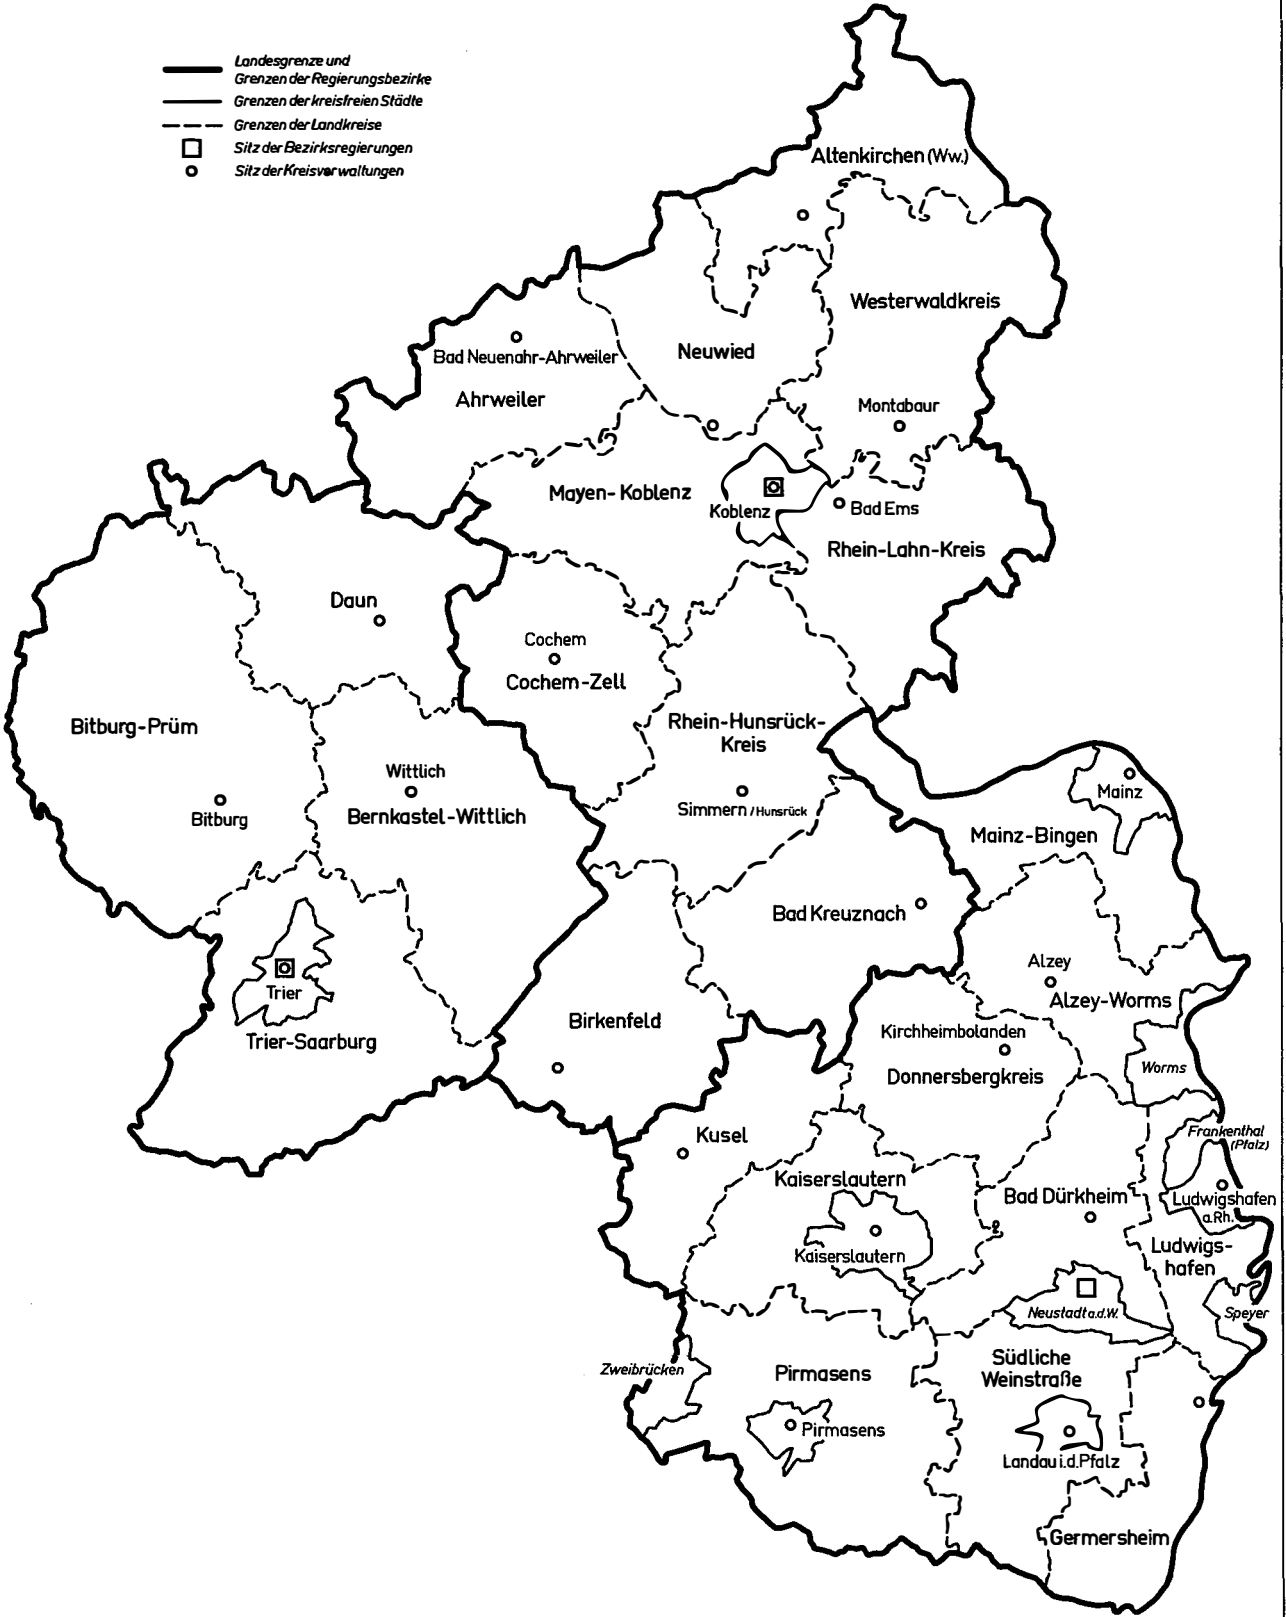 Landesgrenze und
Grenzen der Regierungsbezirke
Grenzen der kreisfreien Städte
Grenzen der Landkreise
Sitz der Bezirksregierungen
Sitz der Kreisverwaltungen
Altenkirchen (Ww.)
Westerwaldkreis
Neuwied
Bad Neuenahr-Ahrweiler
Ahrweiler
Montabaur
Mayen-Koblenz
Koblenz
Bad Ems
Rhein-Lahn-Kreis
Daun
Cochem
Cochem-Zell
Bitburg-Prüm
Rhein-Hunsrück-
Kreis
Wittlich
Bitburg
Bernkastel-Wittlich
Simmern/Hunsrück
Mainz
Mainz-Bingen
Bad Kreuznach
Alzey
Alzey-Worms
Trier
Trier-Saarburg
Birkenfeld
Kirchheimbolanden
Donnersbergkreis
Worms
Kusel
Frankenthal
(Pfalz)
Kaiserslautern
Bad Dürkheim
Ludwigshafen
a.Rh.
Kaiserslautern
Ludwigs-
hafen
Neustadt a.d.W.
Speyer
Zweibrücken
Pirmasens
Südliche
Weinstraße
Pirmasens
Landau i.d.Pfalz
Germersheim